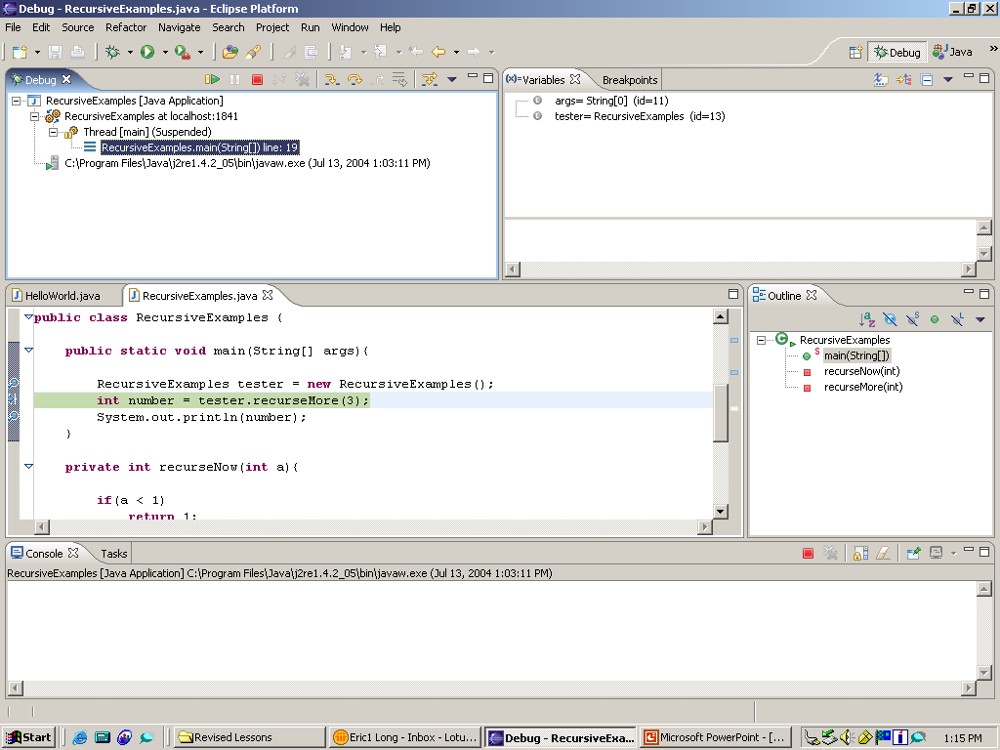 Debug - RecursiveExamples.java - Eclipse Platform
File Edit Source Refactor Navigate Search Project Run Window Help
Debug Java
Debug
RecursiveExamples [Java Application]
RecursiveExamples at localhost:1841
Thread [main] (Suspended)
RecursiveExamples.main(String[]) line: 19
C:\Program Files\Java\j2re1.4.2_05\bin\javaw.exe (Jul 13, 2004 1:03:11 PM)
(x)= Variables Breakpoints
args= String[0] (id=11)
tester= RecursiveExamples (id=13)
HelloWorld.java RecursiveExamples.java
public class RecursiveExamples {
public static void main(String[] args){
RecursiveExamples tester = new RecursiveExamples();
int number = tester.recurseMore(3);
System.out.println(number);
}
private int recurseNow(int a){
if(a < 1)
return 1;
Outline
RecursiveExamples
main(String[])
recurseNow(int)
recurseMore(int)
Console Tasks
RecursiveExamples [Java Application] C:\Program Files\Java\j2re1.4.2_05\bin\javaw.exe (Jul 13, 2004 1:03:11 PM)
Start Revised Lessons Eric1 Long - Inbox - Lotu... Debug - RecursiveExa... Microsoft PowerPoint - [... 1:15 PM